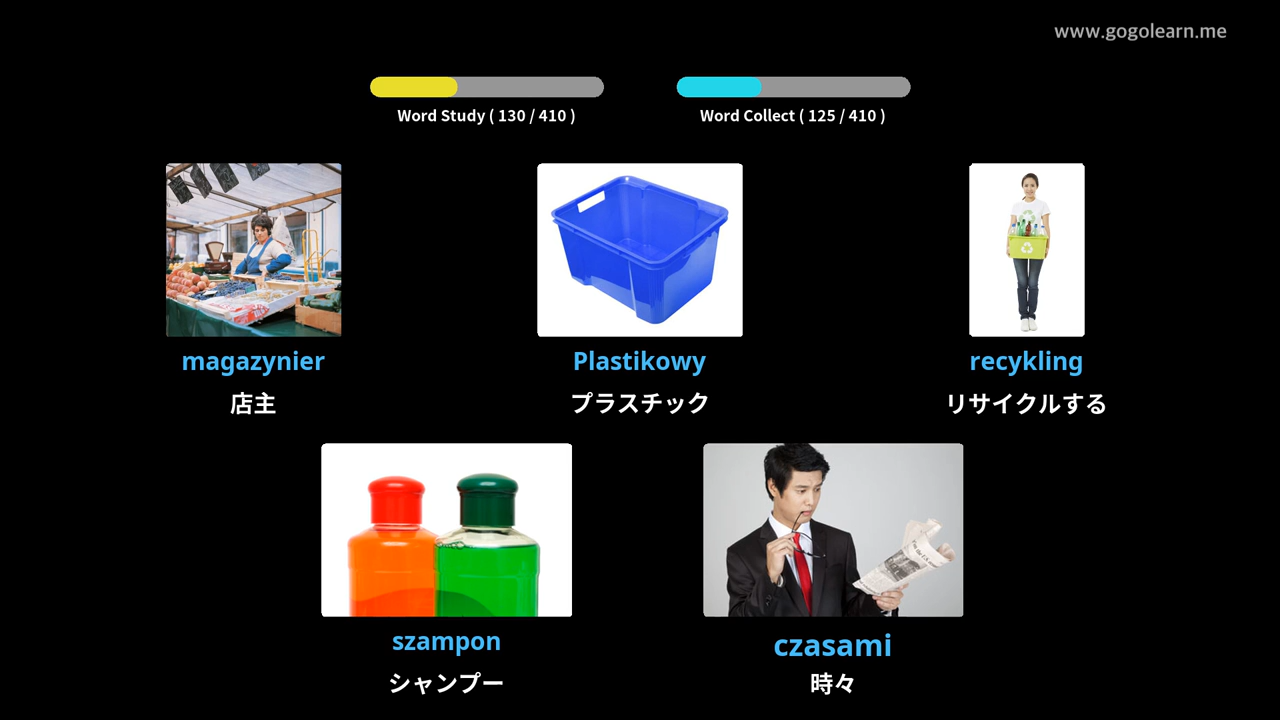 www.gogolearn.me
Word Study ( 130 / 410 )
Word Collect ( 125 / 410 )
magazynier
Plastikowy
recykling
店主
プラスチック
リサイクルする
szampon
czasami
シャンプー
時々